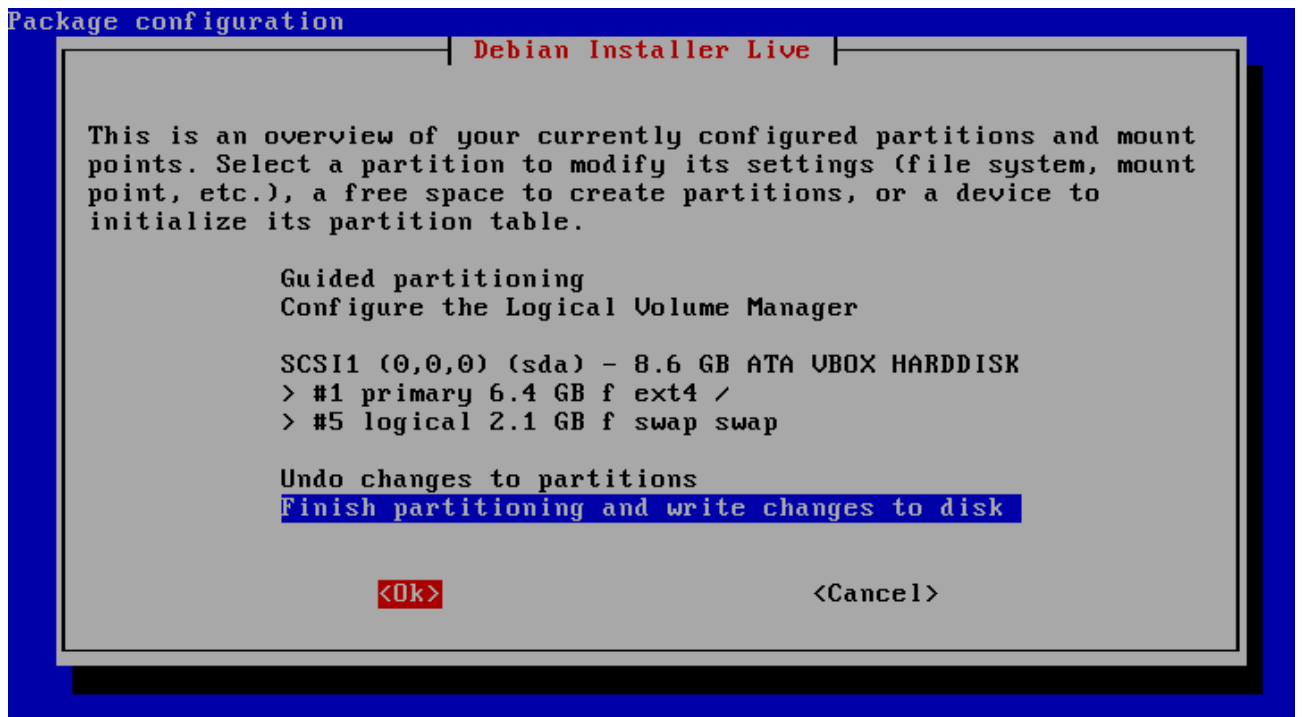 Package configuration
Debian Installer Live
This is an overview of your currently configured partitions and mount
points. Select a partition to modify its settings (file system, mount
point, etc.), a free space to create partitions, or a device to
initialize its partition table.
Guided partitioning
Configure the Logical Volume Manager
SCSI1 (0,0,0) (sda) - 8.6 GB ATA VBOX HARDDISK
> #1 primary 6.4 GB f ext4 /
> #5 logical 2.1 GB f swap swap
Undo changes to partitions
Finish partitioning and write changes to disk
<Ok> <Cancel>